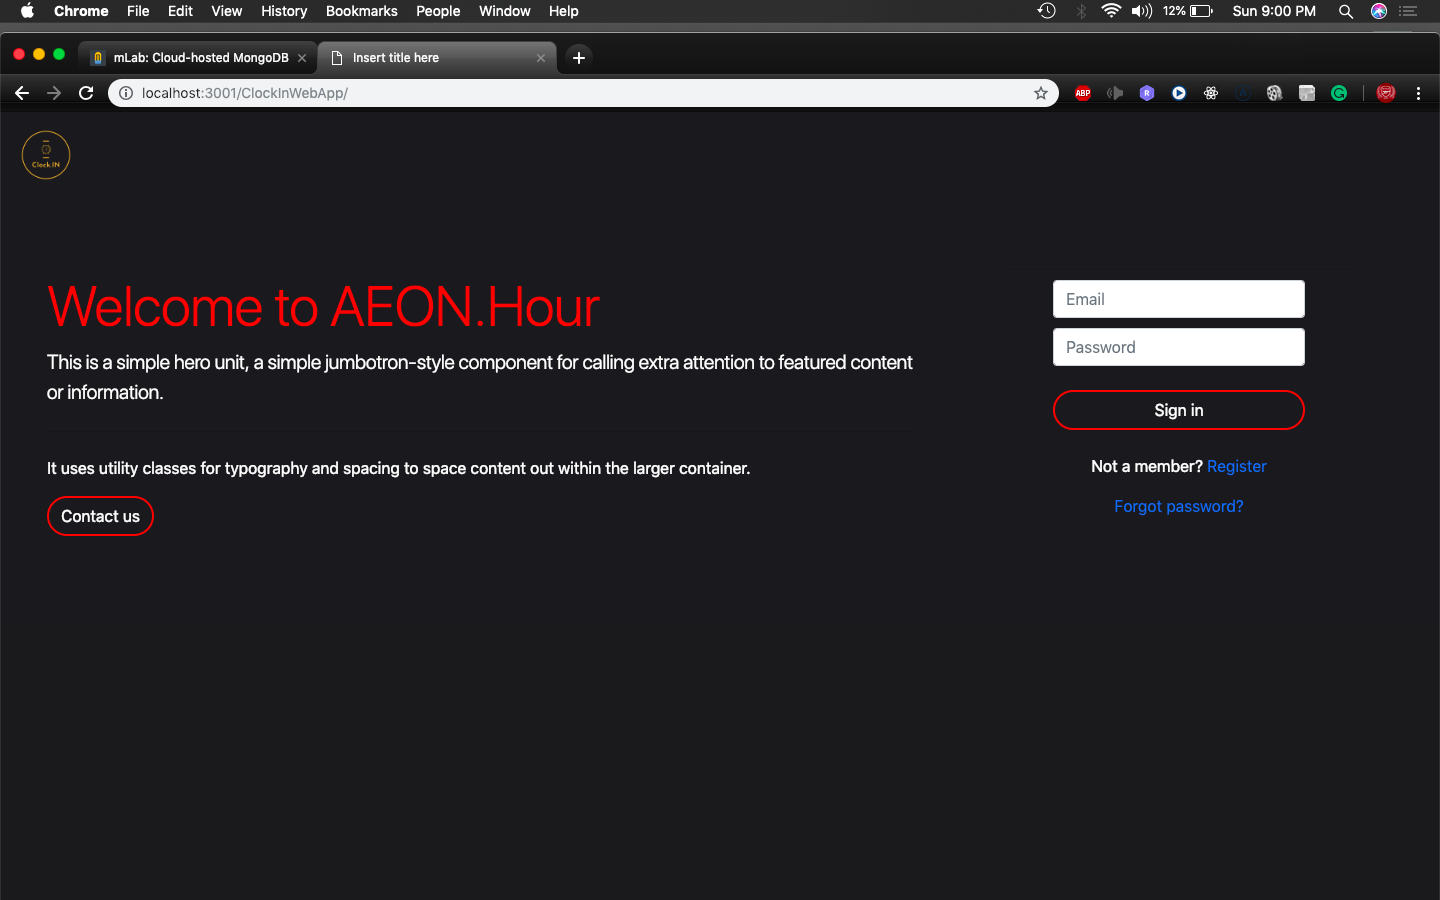 Chrome File Edit View History Bookmarks People Window Help 12% Sun 9:00 PM
mLab: Cloud-hosted MongoDB Insert title here
localhost:3001/ClockInWebApp/ ABP
Clock.IN
Welcome to AEON.Hour
This is a simple hero unit, a simple jumbotron-style component for calling extra attention to featured content
or information.
It uses utility classes for typography and spacing to space content out within the larger container.
Contact us
Email
Password
Sign in
Not a member? Register
Forgot password?